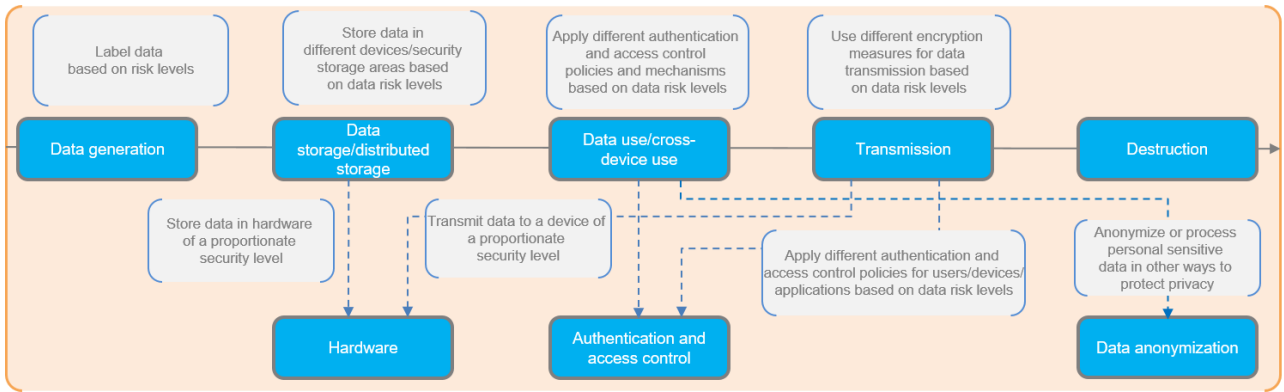 Label data
based on risk levels
Store data in
different devices/security
storage areas based
on data risk levels
Apply different authentication
and access control
policies and mechanisms
based on data risk levels
Use different encryption
measures for data
transmission based
on data risk levels
Data generation
Data
storage/distributed
storage
Data use/cross-
device use
Transmission
Destruction
Store data in hardware
of a proportionate
security level
Transmit data to a device of
a proportionate
security level
Apply different authentication and
access control policies for users/devices/
applications based on data risk levels
Anonymize or process
personal sensitive
data in other ways to
protect privacy
Hardware
Authentication and
access control
Data anonymization